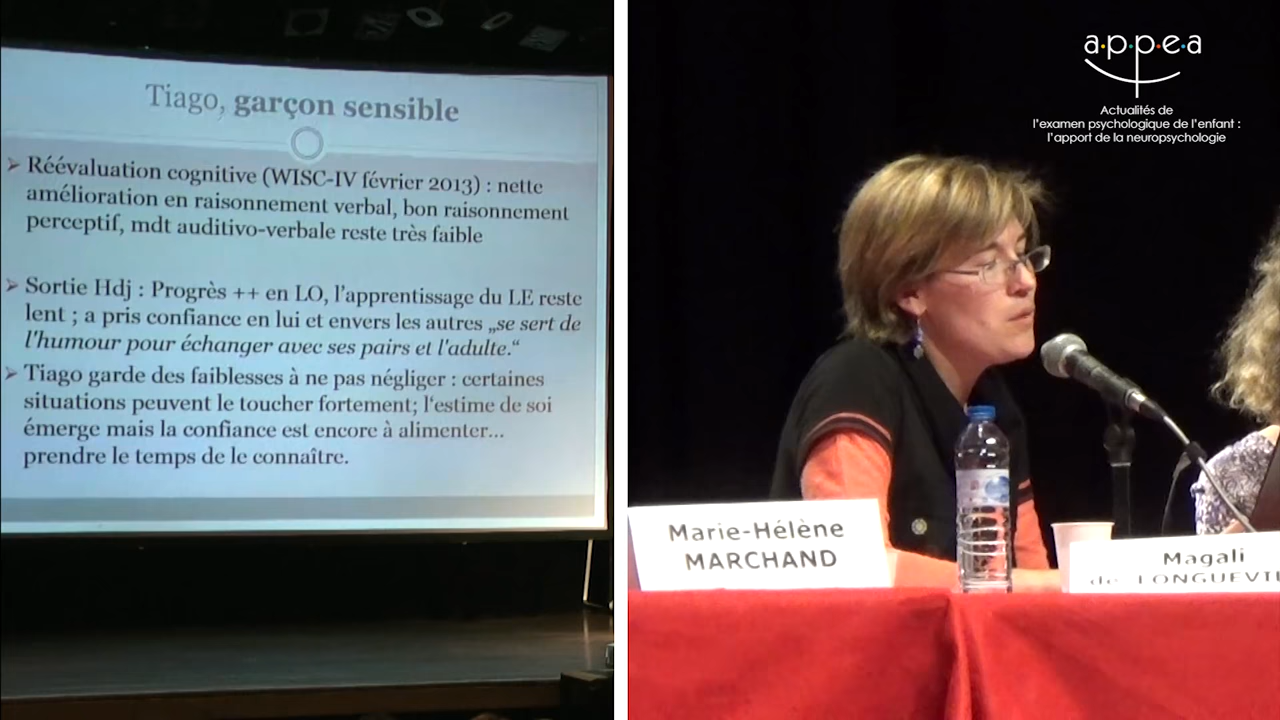 Tiago, garçon sensible
➢ Réévaluation cognitive (WISC-IV février 2013) : nette
amélioration en raisonnement verbal, bon raisonnement
perceptif, mdt auditivo-verbale reste très faible
➢ Sortie Hdj : Progrès ++ en LO, l'apprentissage du LE reste
lent ; a pris confiance en lui et envers les autres „se sert de
l'humour pour échanger avec ses pairs et l'adulte.“
➢ Tiago garde des faiblesses à ne pas négliger : certaines
situations peuvent le toucher fortement; l'estime de soi
émerge mais la confiance est encore à alimenter...
prendre le temps de le connaître.
a·p·p·e·a
Actualités de
l'examen psychologique de l'enfant :
l'apport de la neuropsychologie
Marie-Hélène
MARCHAND
Magali
de